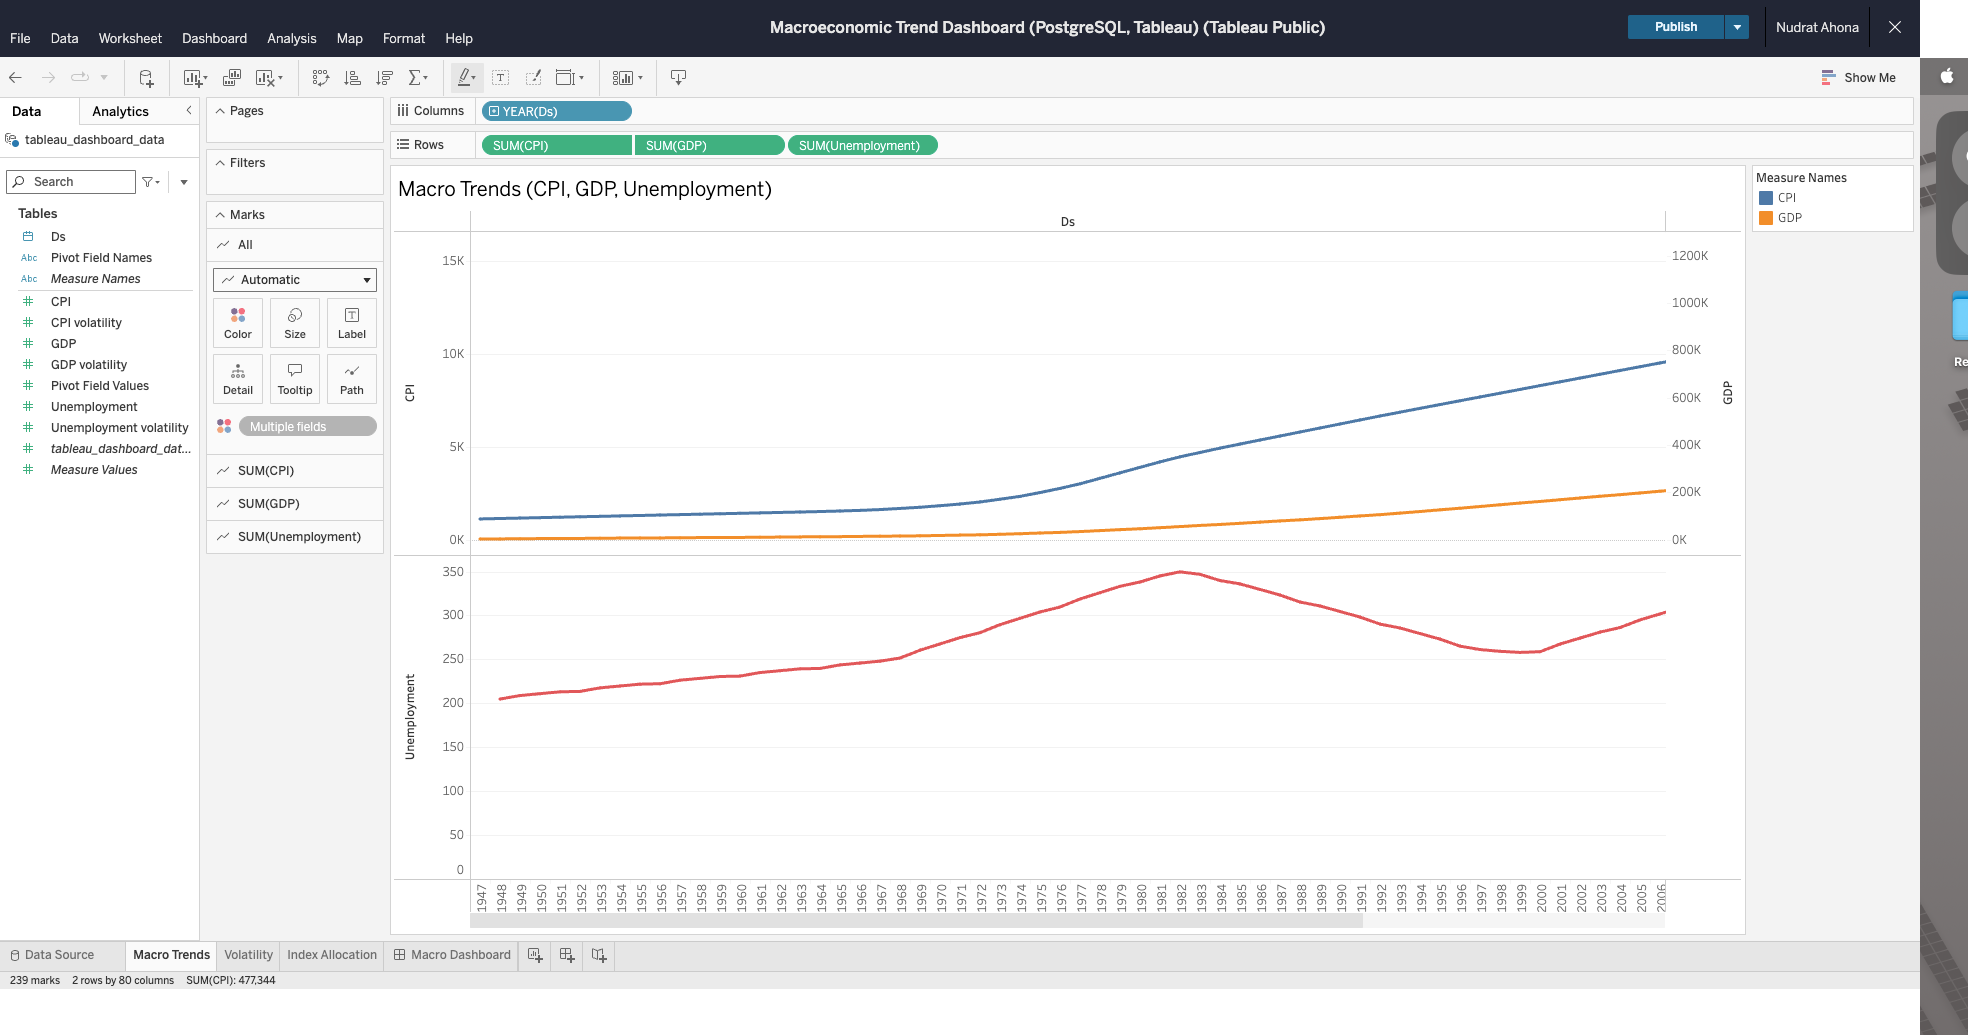 Macroeconomic Trend Dashboard (PostgreSQL, Tableau) (Tableau Public)
Publish
Nudrat Ahona
File Data Worksheet Dashboard Analysis Map Format Help
Show Me
Data Analytics
tableau_dashboard_data
Search
Tables
Ds
Abc Pivot Field Names
Abc Measure Names
CPI
CPI volatility
GDP
GDP volatility
Pivot Field Values
Unemployment
Unemployment volatility
tableau_dashboard_dat...
Measure Values
Pages
Filters
Marks
All
Automatic
Color Size Label
Detail Tooltip Path
Multiple fields
SUM(CPI)
SUM(GDP)
SUM(Unemployment)
Columns YEAR(Ds)
Rows SUM(CPI) SUM(GDP) SUM(Unemployment)
Macro Trends (CPI, GDP, Unemployment)
Ds
15K
10K
5K
0K
CPI
1200K
1000K
800K
600K
400K
200K
0K
GDP
350
300
250
200
150
100
50
0
Unemployment
1947 1948 1949 1950 1951 1952 1953 1954 1955 1956 1957 1958 1959 1960 1961 1962 1963 1964 1965 1966 1967 1968 1969 1970 1971 1972 1973 1974 1975 1976 1977 1978 1979 1980 1981 1982 1983 1984 1985 1986 1987 1988 1989 1990 1991 1992 1993 1994 1995 1996 1997 1998 1999 2000 2001 2002 2003 2004 2005 2006
Measure Names
CPI
GDP
Re
Data Source Macro Trends Volatility Index Allocation Macro Dashboard
239 marks 2 rows by 80 columns SUM(CPI): 477,344